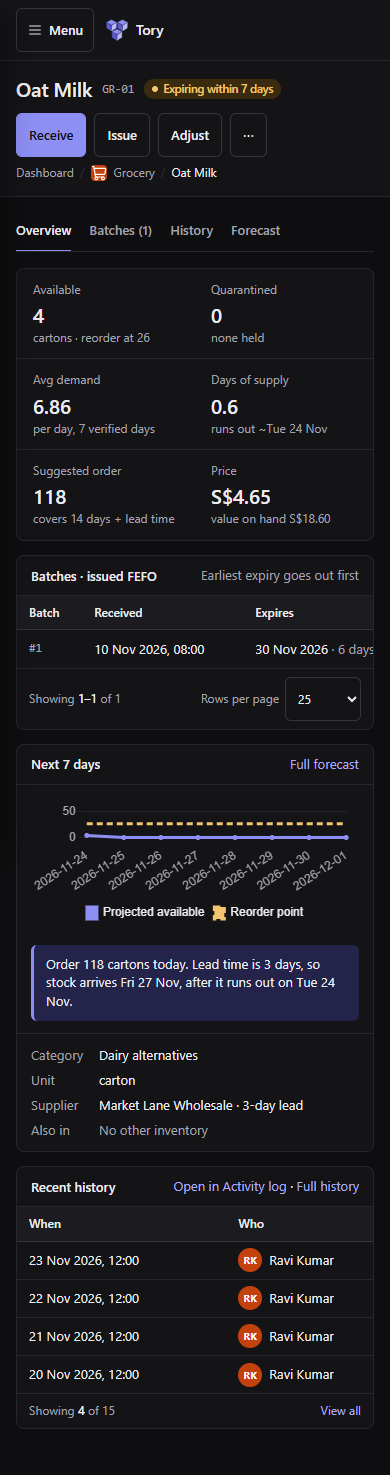 Menu Tory
Oat Milk GR-01 Expiring within 7 days
Receive Issue Adjust ···
Dashboard / Grocery / Oat Milk
Overview Batches (1) History Forecast
Available Quarantined
4 0
cartons · reorder at 26 none held
Avg demand Days of supply
6.86 0.6
per day, 7 verified days runs out ~Tue 24 Nov
Suggested order Price
118 S$4.65
covers 14 days + lead time value on hand S$18.60
Batches · issued FEFO Earliest expiry goes out first
Batch Received Expires
#1 10 Nov 2026, 08:00 30 Nov 2026 · 6 days
Showing 1–1 of 1 Rows per page 25
Next 7 days Full forecast
50
0
2026-11-24 2026-11-25 2026-11-26 2026-11-27 2026-11-28 2026-11-29 2026-11-30 2026-12-01
Projected available Reorder point
Order 118 cartons today. Lead time is 3 days, so
stock arrives Fri 27 Nov, after it runs out on Tue 24
Nov.
Category Dairy alternatives
Unit carton
Supplier Market Lane Wholesale · 3-day lead
Also in No other inventory
Recent history Open in Activity log · Full history
When Who
23 Nov 2026, 12:00 RK Ravi Kumar
22 Nov 2026, 12:00 RK Ravi Kumar
21 Nov 2026, 12:00 RK Ravi Kumar
20 Nov 2026, 12:00 RK Ravi Kumar
Showing 4 of 15 View all